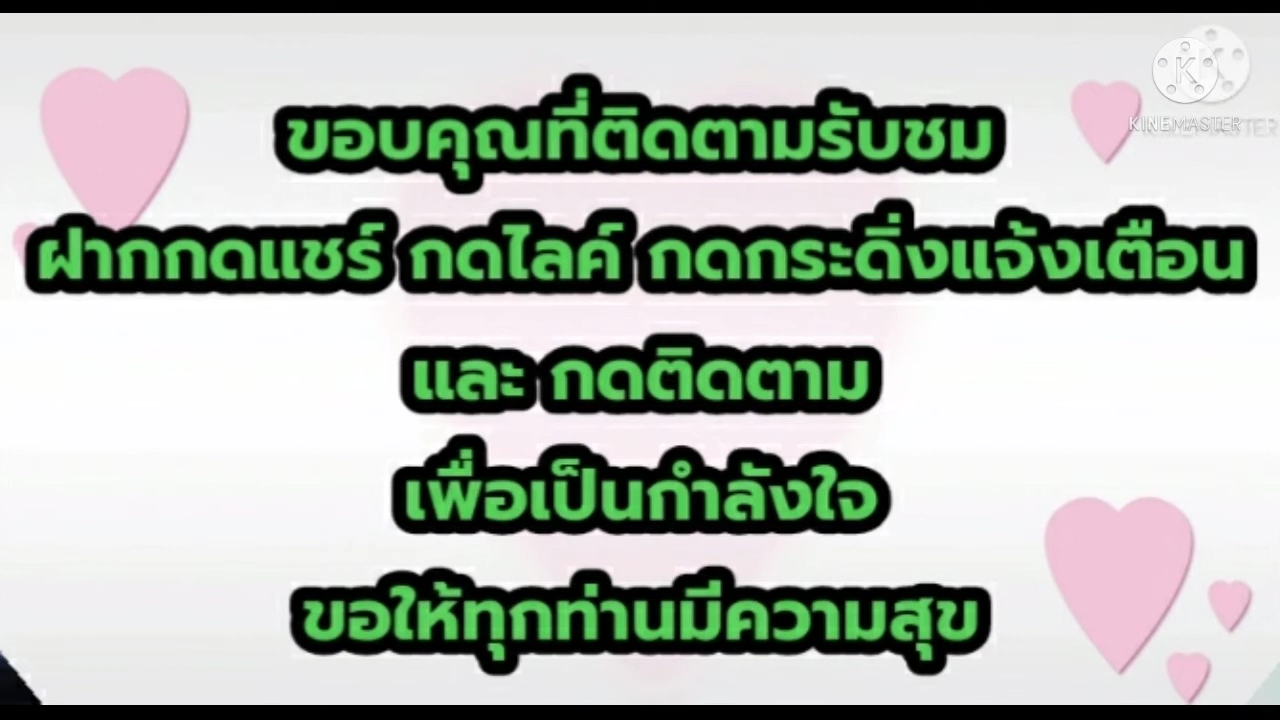 ขอบคุณที่ติดตามรับชม
ฝากกดแชร์ กดไลค์ กดกระดิ่งแจ้งเตือน
และ กดติดตาม
เพื่อเป็นกำลังใจ
ขอให้ทุกท่านมีความสุข
KINEMASTER
KINEMASTER